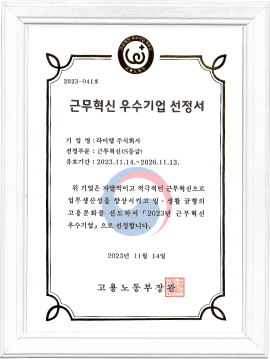 2023-041호
근무혁신 우수기업 선정서
기 업 명 : 라이엘 주식회사
선정부문 : 근무혁신(S등급)
유효기간 : 2023.11.14.~2026.11.13.
위 기업은 자발적이고 적극적인 근무혁신으로
업무생산성을 향상시키고 일·생활 균형의
고용문화를 선도하여 「2023년 근무혁신
우수기업」으로 선정합니다.
2023년 11월 14일
고용노동부장관